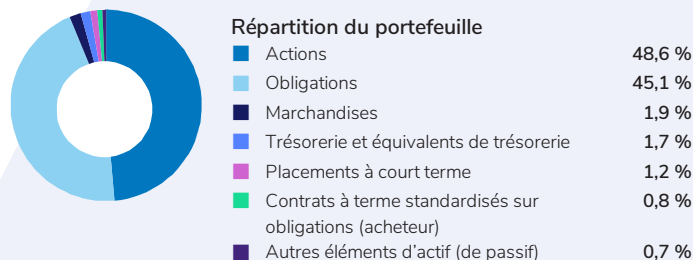 Répartition du portefeuille
Actions 48,6 %
Obligations 45,1 %
Marchandises 1,9 %
Trésorerie et équivalents de trésorerie 1,7 %
Placements à court terme 1,2 %
Contrats à terme standardisés sur 0,8 %
obligations (acheteur)
Autres éléments d'actif (de passif) 0,7 %